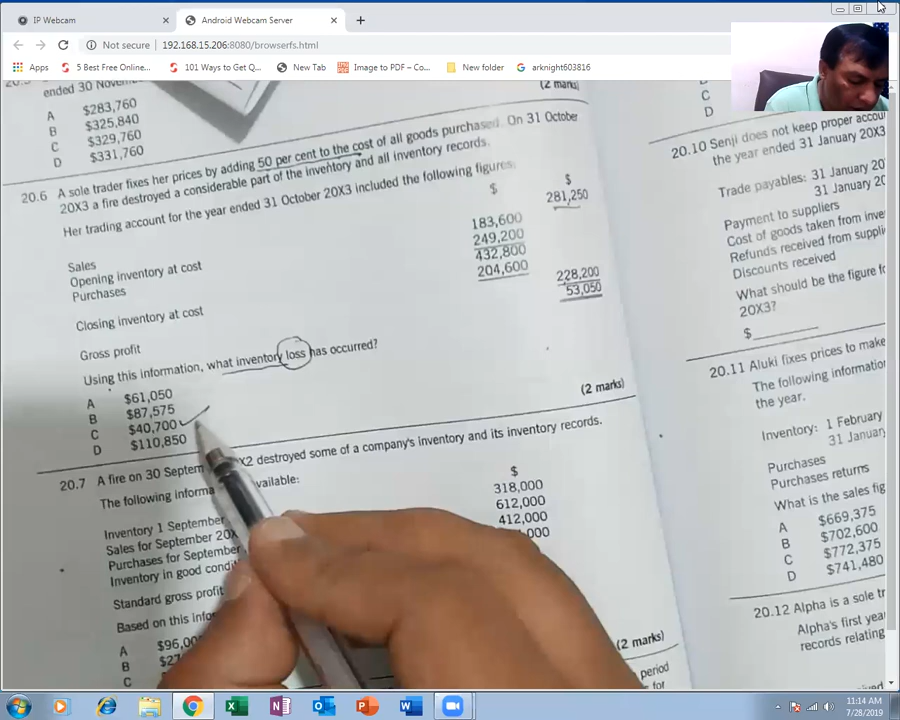 IP Webcam
Android Webcam Server
Not secure
192.168.15.206:8080/browserfs.html
Apps
5 Best Free Online...
101 Ways to Get Q...
New Tab
Image to PDF – Co...
New folder
arknight603816
ended 30 Novem
A $283,760
B $325,840
C $329,760
D $331,760
(2 marks)
20.6 A sole trader fixes her prices by adding 50 per cent to the cost of all goods purchased. On 31 October
20X3 a fire destroyed a considerable part of the inventory and all inventory records.
Her trading account for the year ended 31 October 20X3 included the following figures:
$ $
Sales 281,250
Opening inventory at cost 183,600
Purchases 249,200
432,800
Closing inventory at cost 204,600
228,200
Gross profit 53,050
Using this information, what inventory loss has occurred?
A $61,050
B $87,575
C $40,700
D $110,850
(2 marks)
20.7 A fire on 30 Septem X2 destroyed some of a company's inventory and its inventory records.
The following informa available:
$
Inventory 1 September 318,000
Sales for September 20X 612,000
Purchases for September 412,000
Inventory in good condi
Standard gross profit
Based on this info
A $96,00
B $27
C
(2 marks)
period
s for
C
D
20.10 Senji does not keep proper accou
the year ended 31 January 20X3
Trade payables: 31 January 20
31 January 20
Payment to suppliers
Cost of goods taken from inve
Refunds received from suppli
Discounts received
What should be the figure fo
20X3?
$
20.11 Aluki fixes prices to make
The following information
the year.
Inventory: 1 February
31 January
Purchases
Purchases returns
What is the sales fig
A $669,375
B $702,600
C $772,375
D $741,480
20.12 Alpha is a sole tr
Alpha's first year
records relating
11:14 AM
7/28/2019